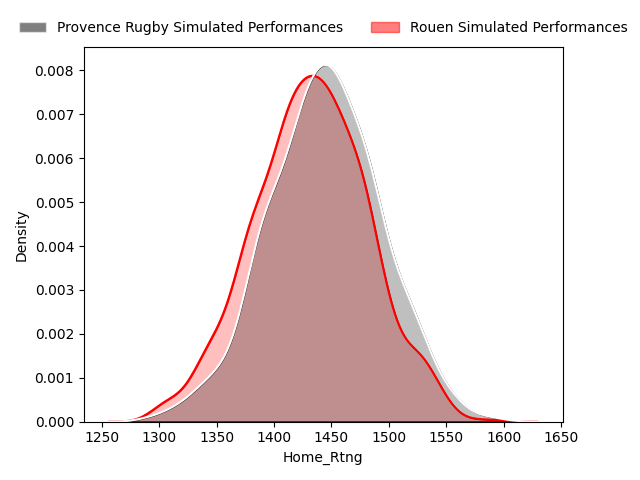 Provence Rugby Simulated Performances
Rouen Simulated Performances
0.008
0.007
0.006
0.005
0.004
0.003
0.002
0.001
0.000
Density
1250 1300 1350 1400 1450 1500 1550 1600 1650
Home_Rtng